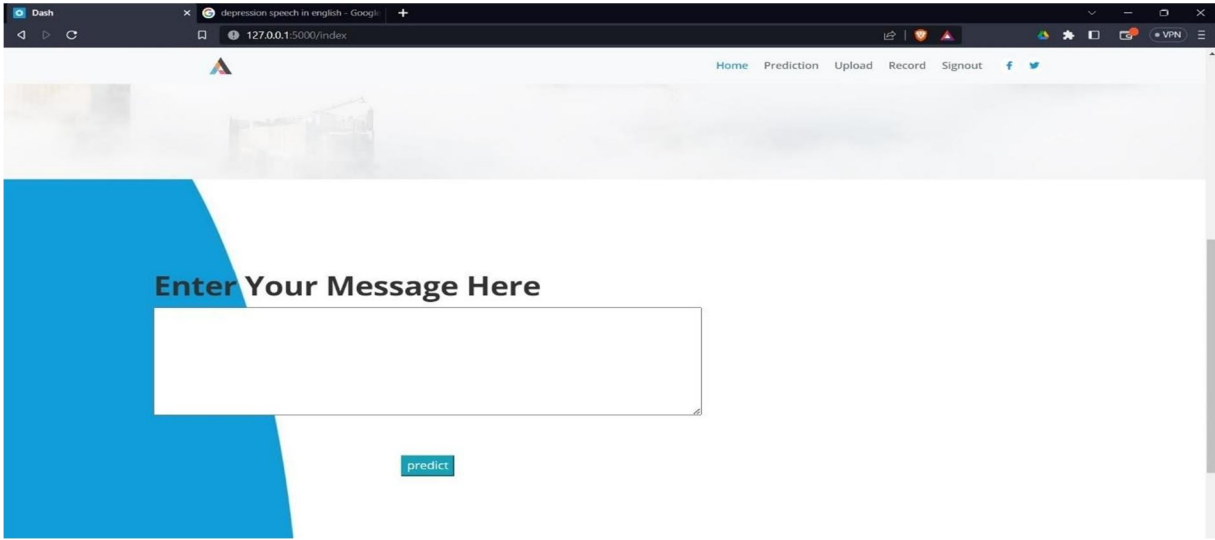 Dash
depression speech in english - Google
127.0.0.1:5000/index
VPN
Home Prediction Upload Record Signout
Enter Your Message Here
predict